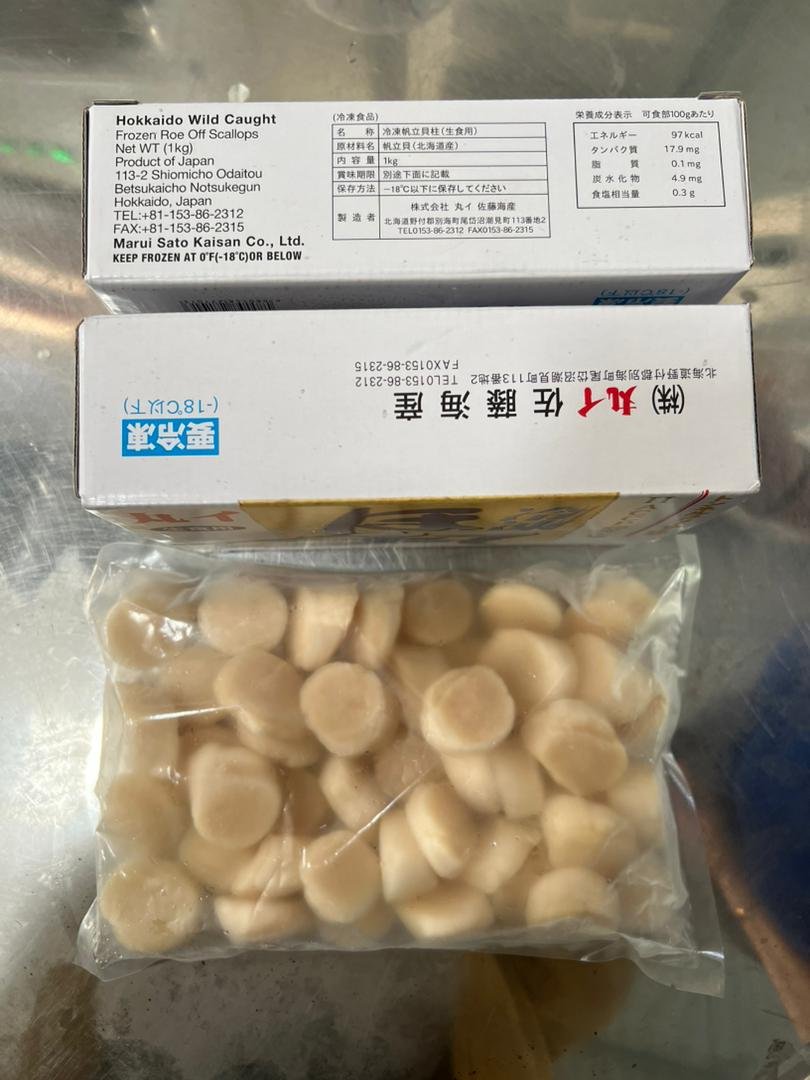 Hokkaido Wild Caught
Frozen Roe Off Scallops
Net WT (1kg)
Product of Japan
113-2 Shiomicho Odaitou
Betsukaicho Notsukegun
Hokkaido, Japan
TEL:+81-153-86-2312
FAX:+81-153-86-2315
Marui Sato Kaisan Co., Ltd.
KEEP FROZEN AT 0°F(-18℃)OR BELOW
(冷凍食品)
名 称 冷凍帆立貝柱(生食用)
原材料名 帆立貝(北海道産)
内 容 量 1kg
賞味期限 別途下面に記載
保存方法 −18℃以下に保存してください
製 造 者 株式会社 丸イ 佐藤海産
北海道野付郡別海町尾岱沼潮見町113番地2
TEL0153-86-2312 FAX0153-86-2315
栄養成分表示 可食部100gあたり
エネルギー 97kcal
タンパク質 17.9mg
脂 質 0.1mg
炭水化物 4.9mg
食塩相当量 0.3g
要冷凍
(-18℃以下)
(株)丸イ佐藤海産
北海道野付郡別海町尾岱沼潮見町113番地2 TEL0153-86-2312
FAX0153-86-2315
要冷凍
(-18℃以下)
丸イ